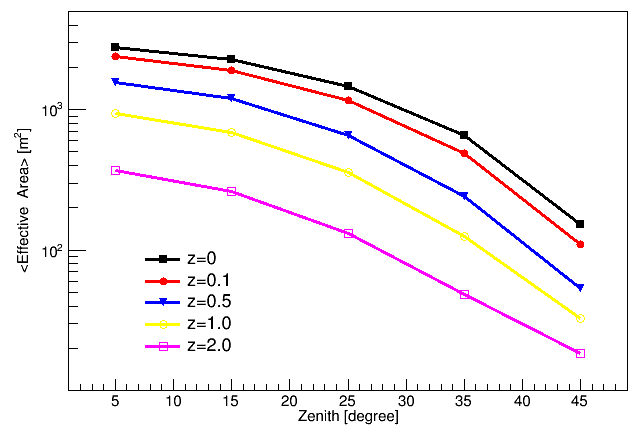 <Effective Area> [m²]
10³
10²
z=0
z=0.1
z=0.5
z=1.0
z=2.0
5 10 15 20 25 30 35 40 45
Zenith [degree]